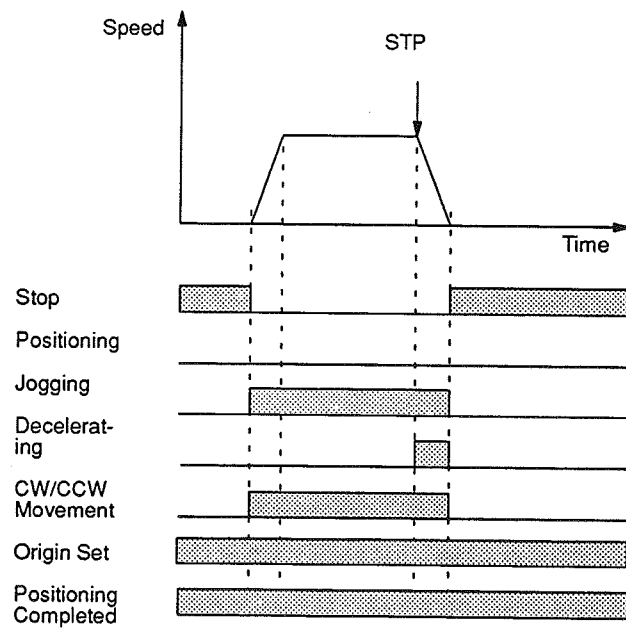 Speed
STP
Time
Stop
Positioning
Jogging
Decelerat-
ing
CW/CCW
Movement
Origin Set
Positioning
Completed